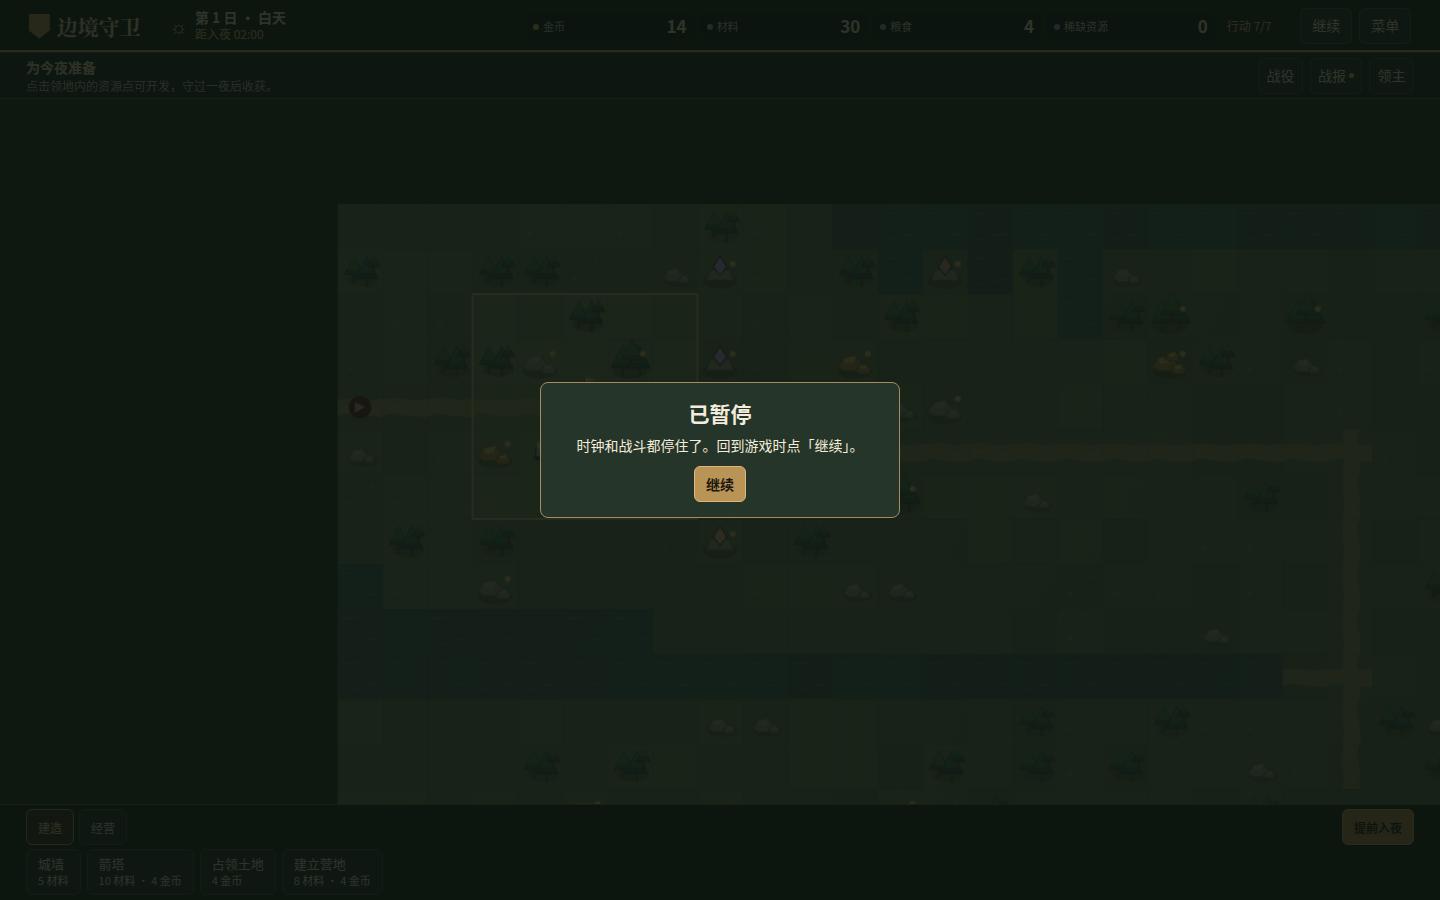 边境守卫
第 1 日 · 白天
距入夜 02:00
金币 14
材料 30
粮食 4
稀缺资源 0
行动 7/7
继续
菜单
为今夜准备
点击领地内的资源点可开发，守过一夜后收获。
战役
战报
领主
已暂停
时钟和战斗都停住了。回到游戏时点「继续」。
继续
建造
经营
提前入夜
城墙
5 材料
箭塔
10 材料 · 4 金币
占领土地
4 金币
建立营地
8 材料 · 4 金币